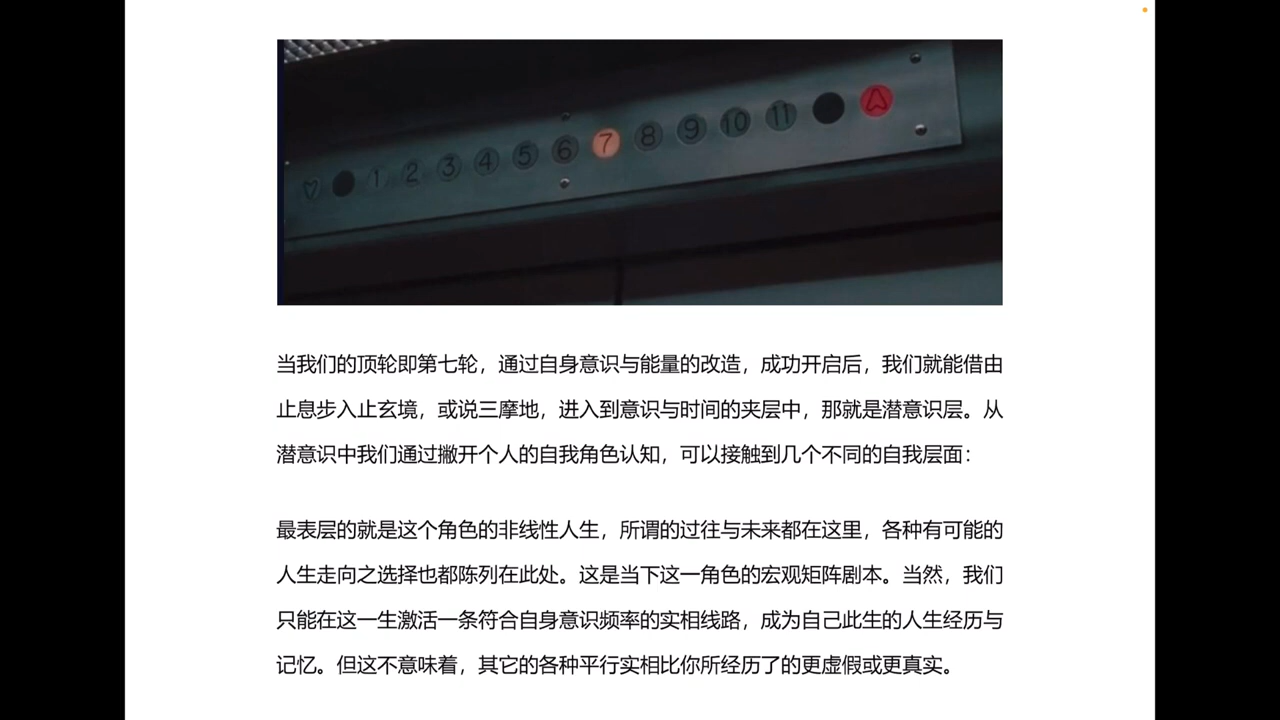 1 2 3 4 5 6 7 8 9 10 11
当我们的顶轮即第七轮，通过自身意识与能量的改造，成功开启后，我们就能借由
止息步入止玄境，或说三摩地，进入到意识与时间的夹层中，那就是潜意识层。从
潜意识中我们通过撇开个人的自我角色认知，可以接触到几个不同的自我层面：
最表层的就是这个角色的非线性人生，所谓的过往与未来都在这里，各种有可能的
人生走向之选择也都陈列在此处。这是当下这一角色的宏观矩阵剧本。当然，我们
只能在这一生激活一条符合自身意识频率的实相线路，成为自己此生的人生经历与
记忆。但这不意味着，其它的各种平行实相比你所经历了的更虚假或更真实。